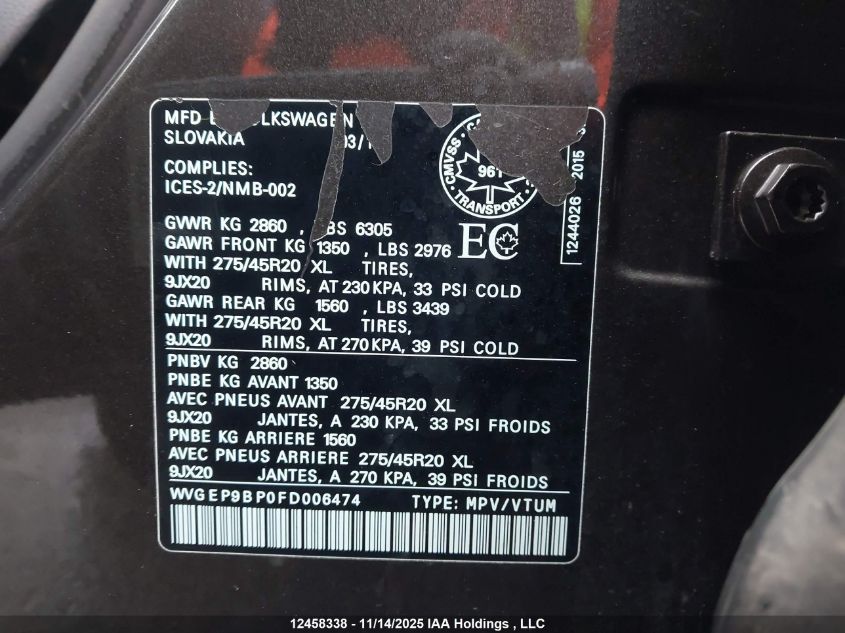 MFD LKSWAGEN
SLOVAKIA 03/1
COMPLIES:
ICES-2/NMB-002
GVWR KG 2860 , BS 6305
GAWR FRONT KG 1350 , LBS 2976
WITH 275/45R20 XL TIRES,
9JX20 RIMS, AT 230 KPA, 33 PSI COLD
GAWR REAR KG 1560 , LBS 3439
WITH 275/45R20 XL TIRES,
9JX20 RIMS, AT 270 KPA, 39 PSI COLD
CMVSS
961
TRANSPORT
EC
1244026 2015
PNBV KG 2860
PNBE KG AVANT 1350
AVEC PNEUS AVANT 275/45R20 XL
9JX20 JANTES, A 230 KPA, 33 PSI FROIDS
PNBE KG ARRIERE 1560
AVEC PNEUS ARRIERE 275/45R20 XL
9JX20 JANTES, A 270 KPA, 39 PSI FROIDS
WVGEP9BP0FD006474 TYPE: MPV/VTUM
12458338 - 11/14/2025 IAA Holdings , LLC